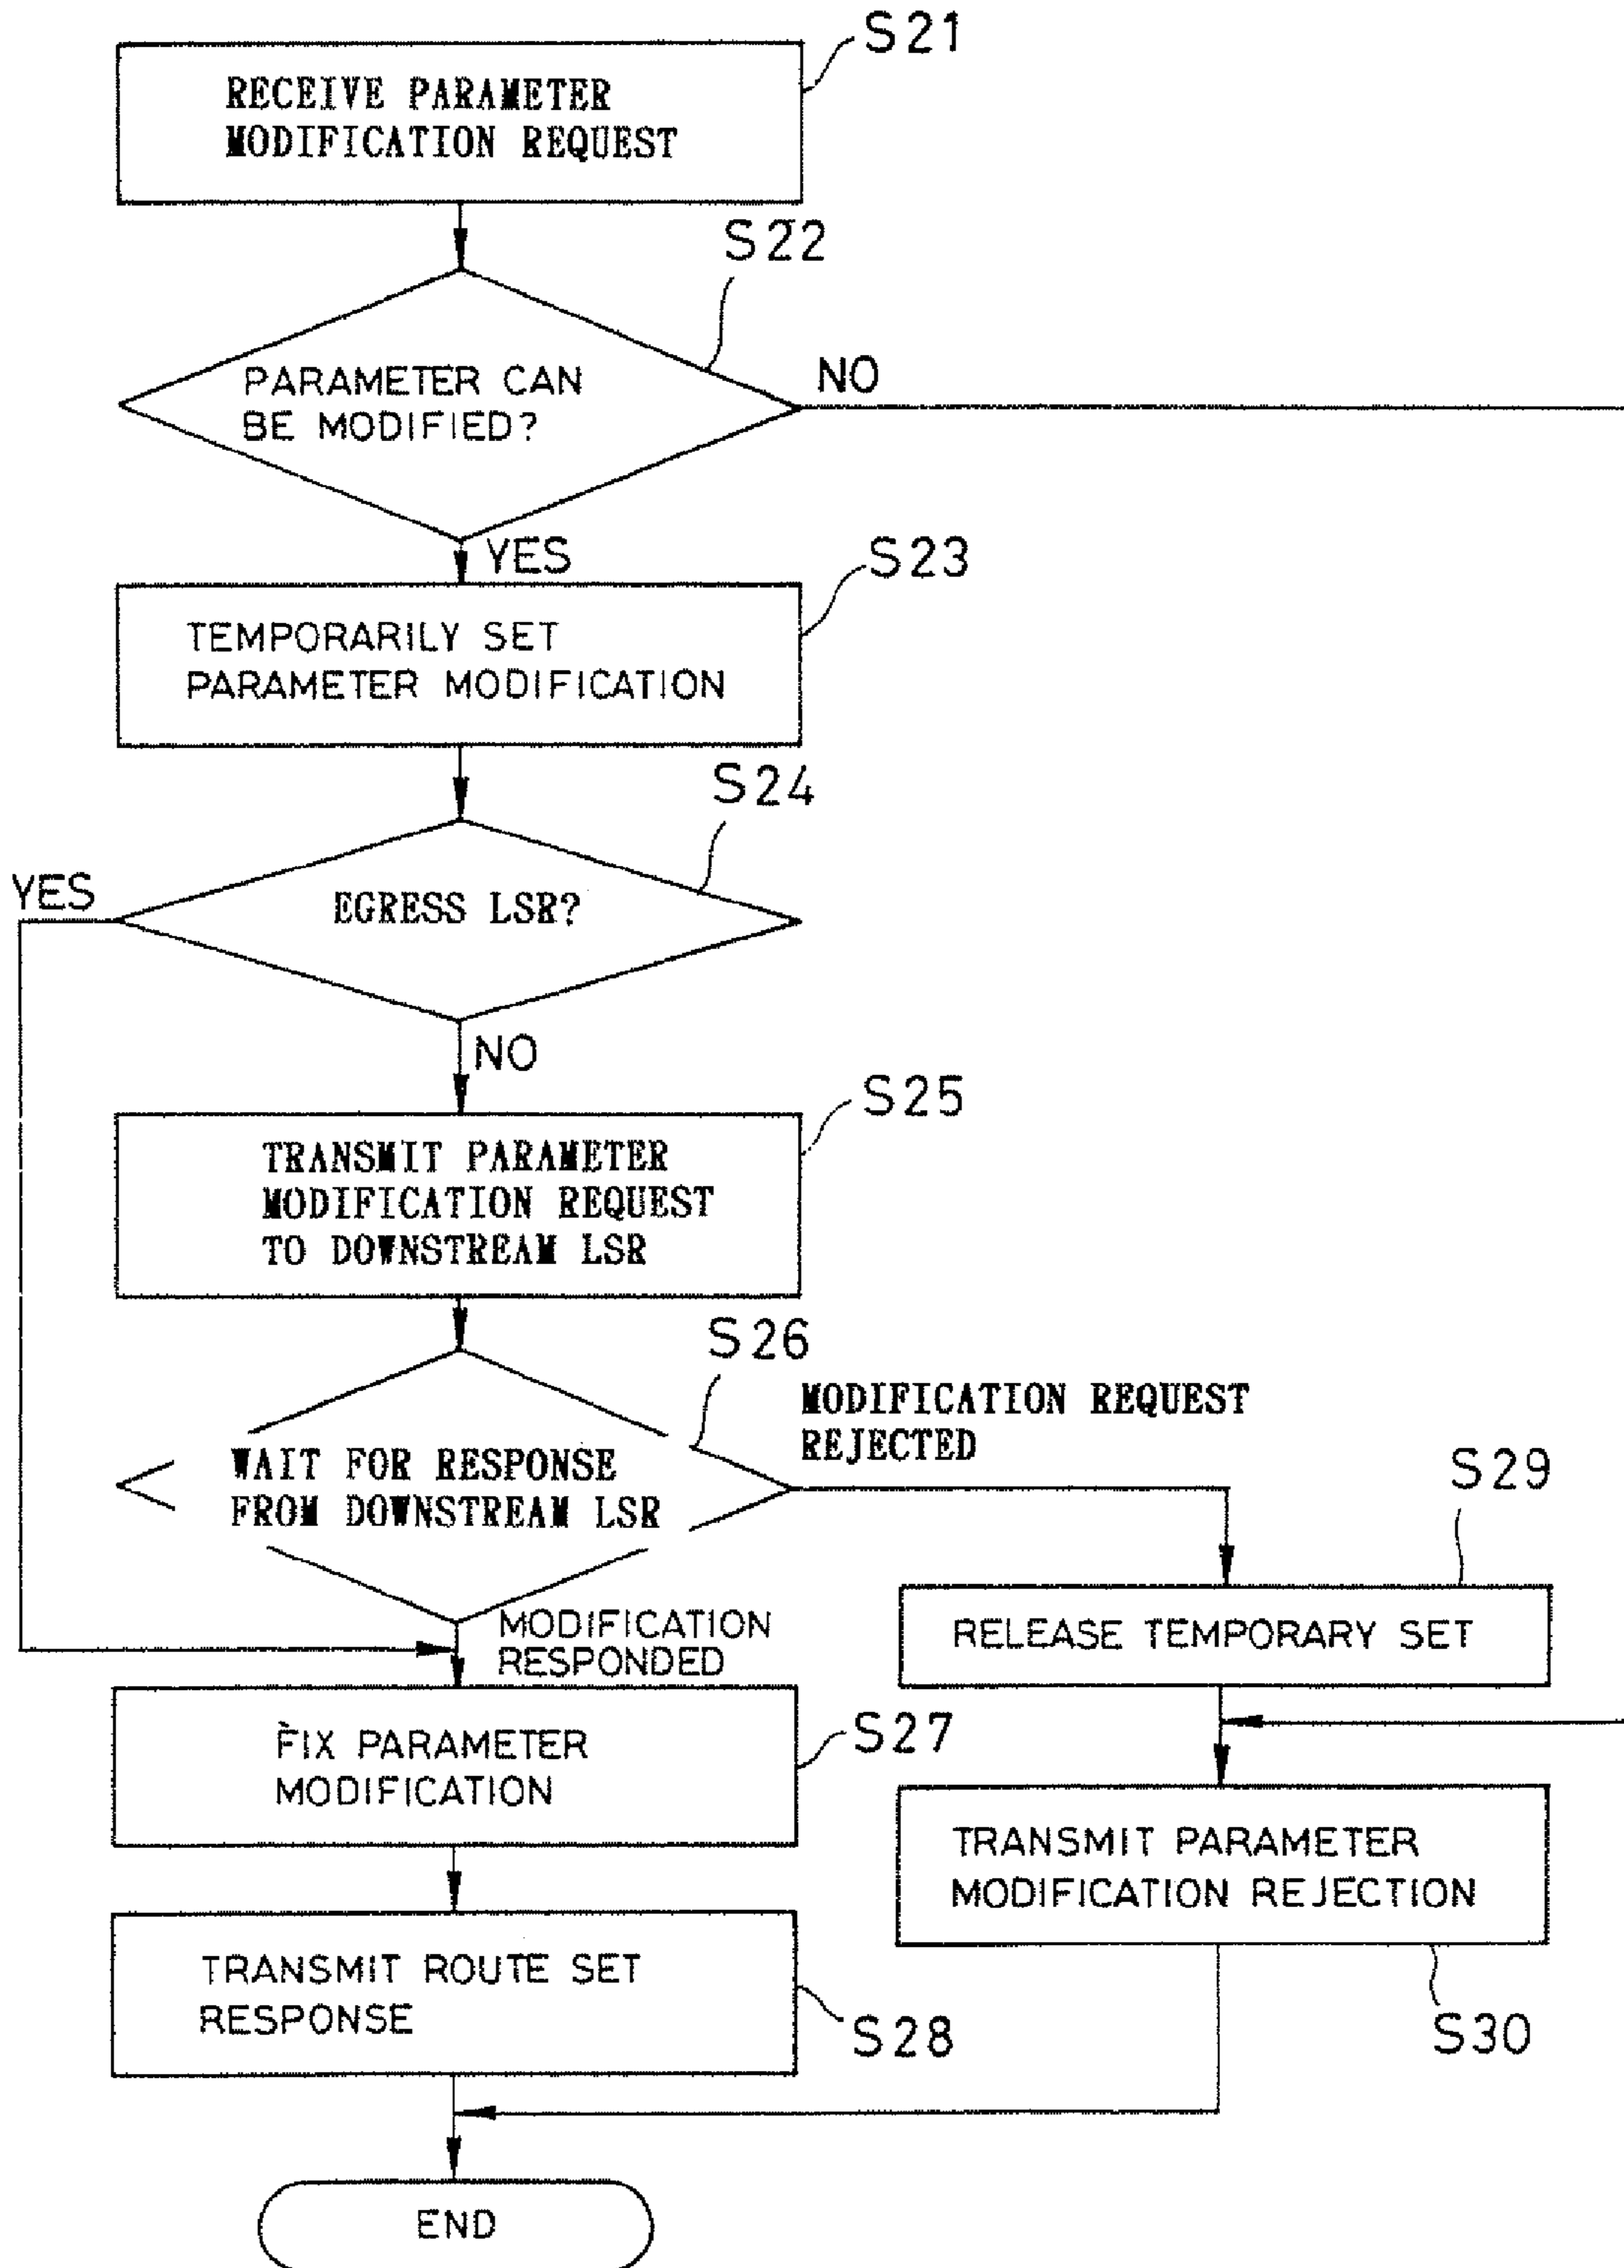 S21
RECEIVE PARAMETER
MODIFICATION REQUEST
S22
PARAMETER CAN
BE MODIFIED?
NO
YES
S23
TEMPORARILY SET
PARAMETER MODIFICATION
S24
YES
EGRESS LSR?
NO
S25
TRANSMIT PARAMETER
MODIFICATION REQUEST
TO DOWNSTREAM LSR
S26
MODIFICATION REQUEST
REJECTED
WAIT FOR RESPONSE
FROM DOWNSTREAM LSR
S29
MODIFICATION
RESPONDED
RELEASE TEMPORARY SET
S27
FIX PARAMETER
MODIFICATION
TRANSMIT PARAMETER
MODIFICATION REJECTION
TRANSMIT ROUTE SET
RESPONSE
S28
S30
END